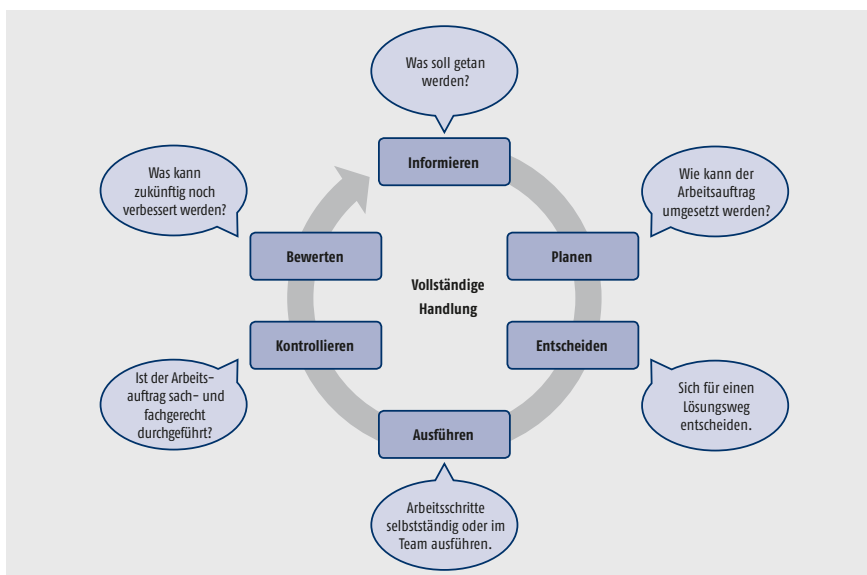 Was soll getan
werden?
Informieren
Wie kann der
Arbeitsauftrag
umgesetzt werden?
Planen
Entscheiden
Sich für einen
Lösungsweg
entscheiden.
Ausführen
Arbeitsschritte
selbstständig oder im
Team ausführen.
Kontrollieren
Ist der Arbeits-
auftrag sach- und
fachgerecht
durchgeführt?
Bewerten
Was kann
zukünftig noch
verbessert werden?
Vollständige
Handlung